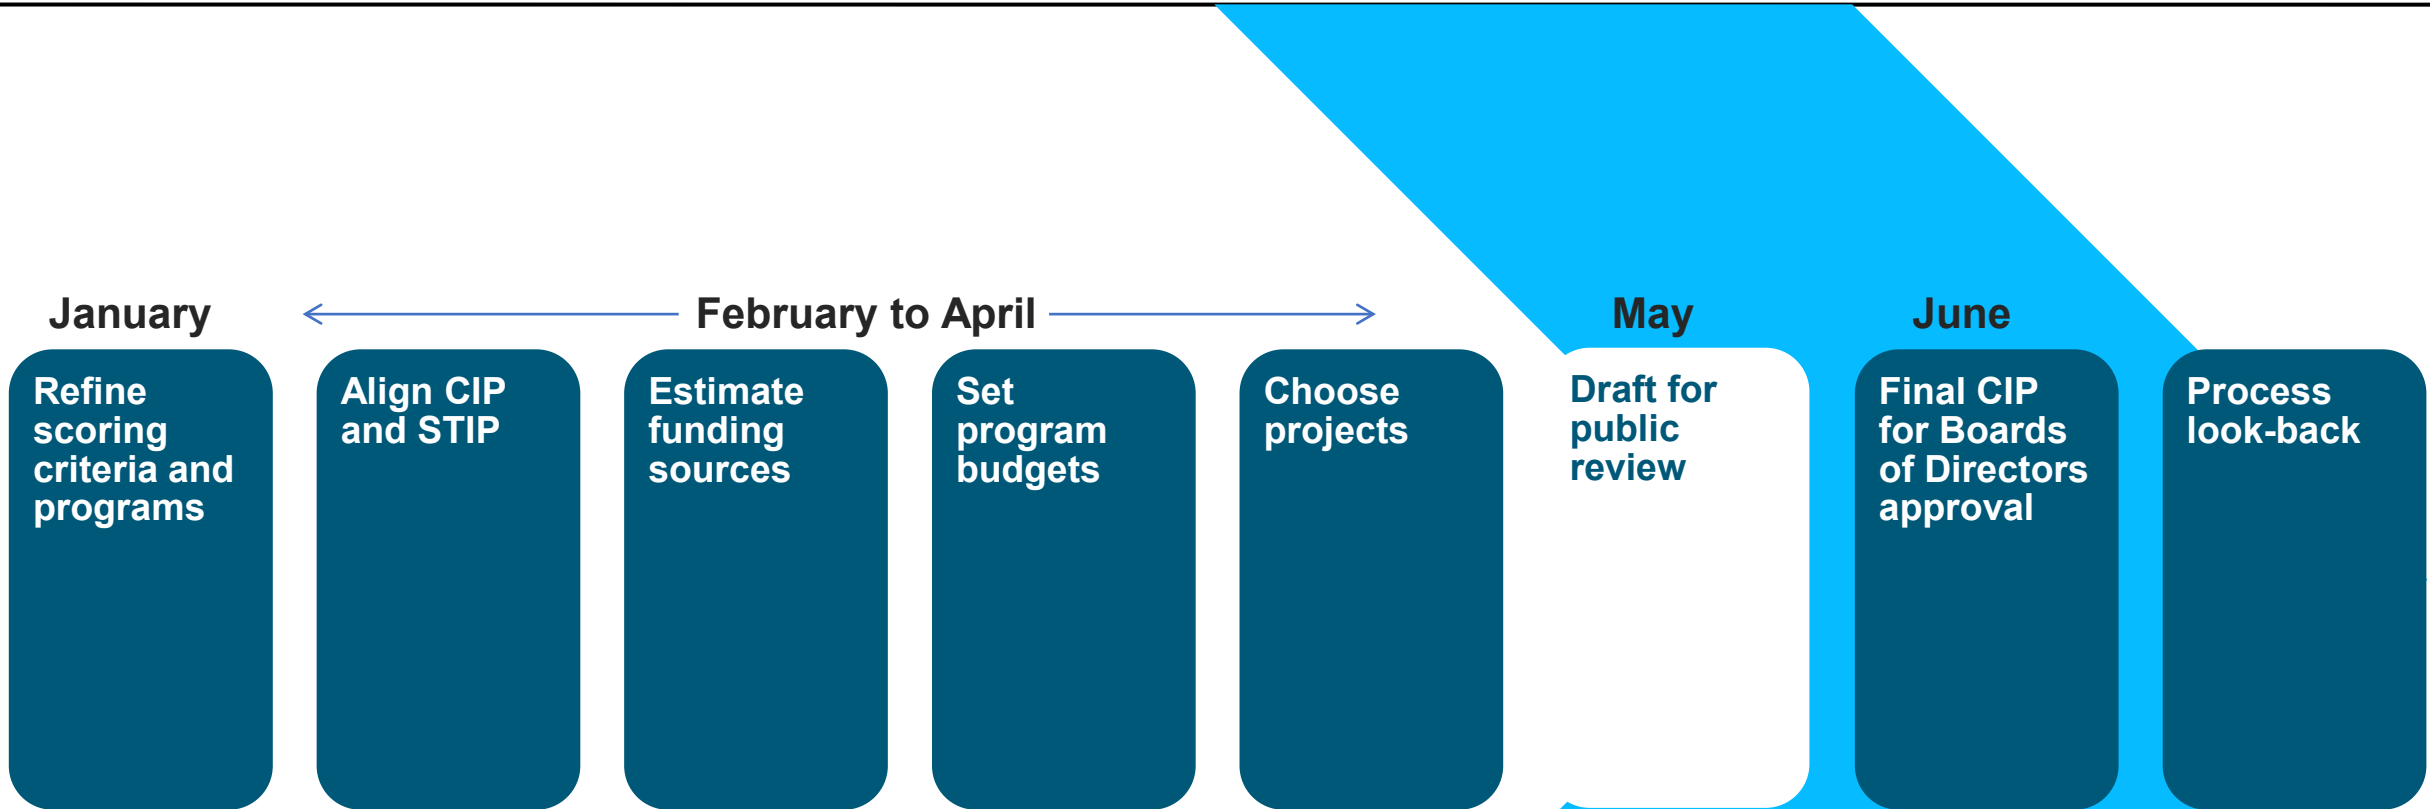 January
February to April
May
June
Refine
scoring
criteria and
programs
Align CIP
and STIP
Estimate
funding
sources
Set
program
budgets
Choose
projects
Draft for
public
review
Final CIP
for Boards
of Directors
approval
Process
look-back